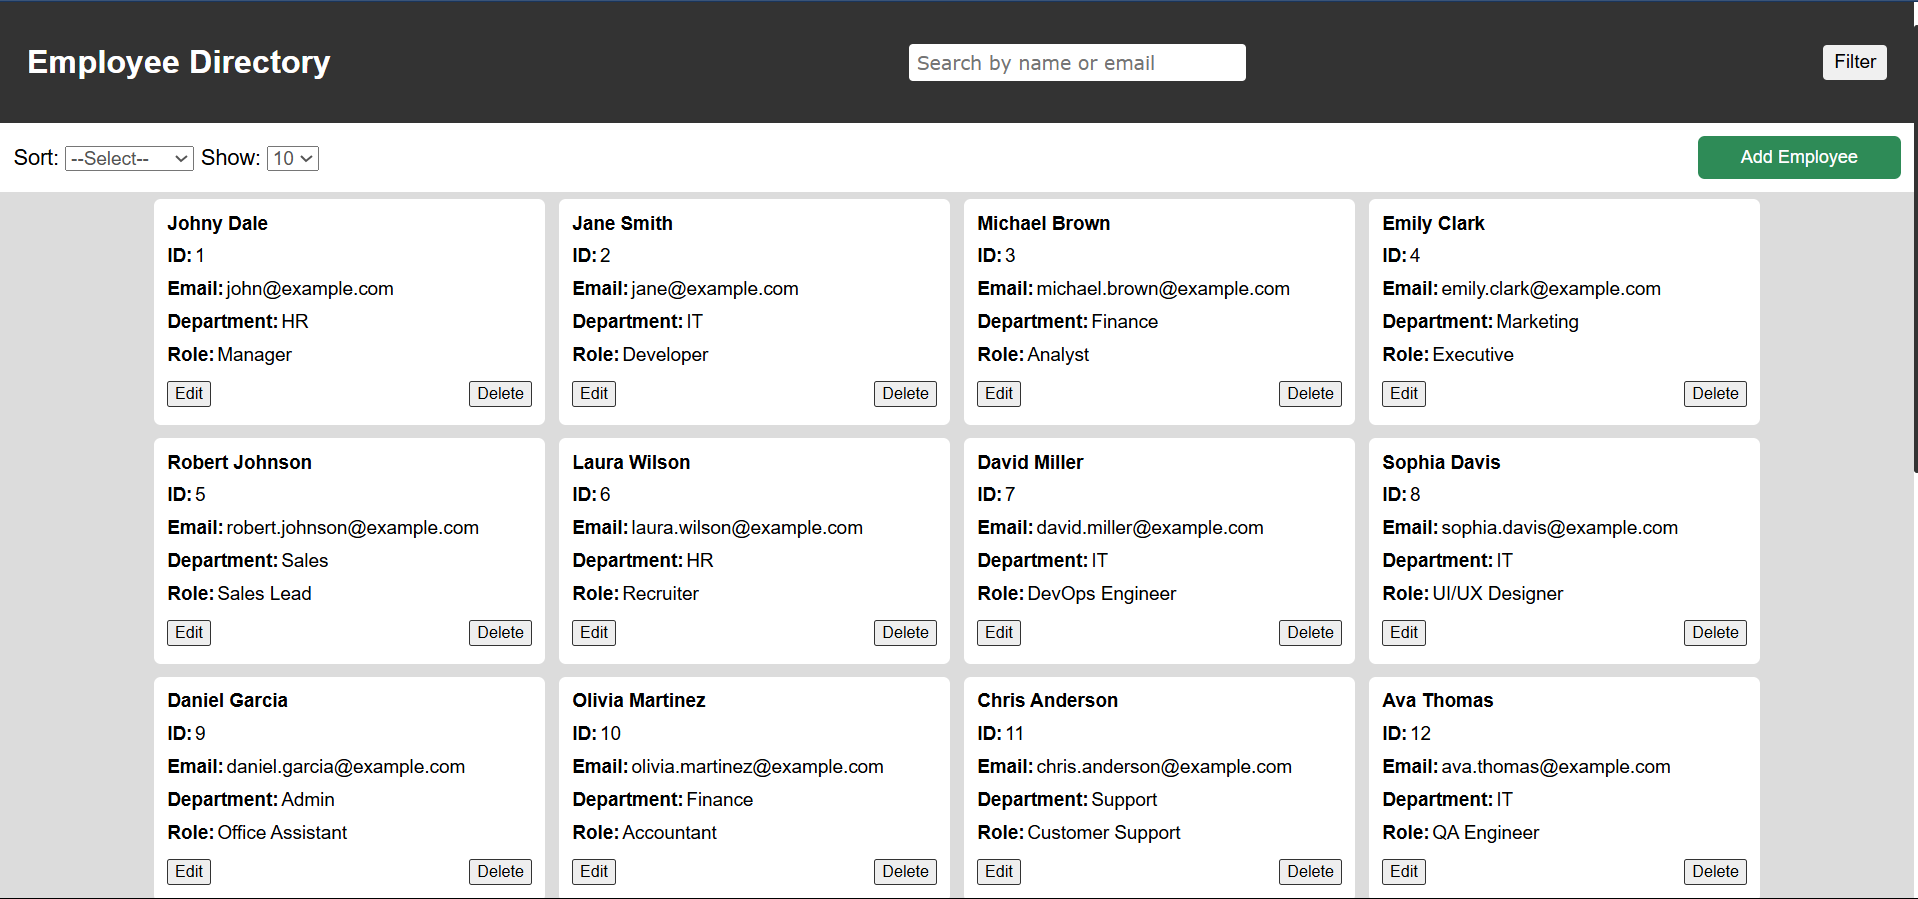 Employee Directory
Search by name or email
Filter
Sort: --Select-- Show: 10
Add Employee
Johny Dale
ID: 1
Email: john@example.com
Department: HR
Role: Manager
Edit Delete
Jane Smith
ID: 2
Email: jane@example.com
Department: IT
Role: Developer
Edit Delete
Michael Brown
ID: 3
Email: michael.brown@example.com
Department: Finance
Role: Analyst
Edit Delete
Emily Clark
ID: 4
Email: emily.clark@example.com
Department: Marketing
Role: Executive
Edit Delete
Robert Johnson
ID: 5
Email: robert.johnson@example.com
Department: Sales
Role: Sales Lead
Edit Delete
Laura Wilson
ID: 6
Email: laura.wilson@example.com
Department: HR
Role: Recruiter
Edit Delete
David Miller
ID: 7
Email: david.miller@example.com
Department: IT
Role: DevOps Engineer
Edit Delete
Sophia Davis
ID: 8
Email: sophia.davis@example.com
Department: IT
Role: UI/UX Designer
Edit Delete
Daniel Garcia
ID: 9
Email: daniel.garcia@example.com
Department: Admin
Role: Office Assistant
Edit Delete
Olivia Martinez
ID: 10
Email: olivia.martinez@example.com
Department: Finance
Role: Accountant
Edit Delete
Chris Anderson
ID: 11
Email: chris.anderson@example.com
Department: Support
Role: Customer Support
Edit Delete
Ava Thomas
ID: 12
Email: ava.thomas@example.com
Department: IT
Role: QA Engineer
Edit Delete